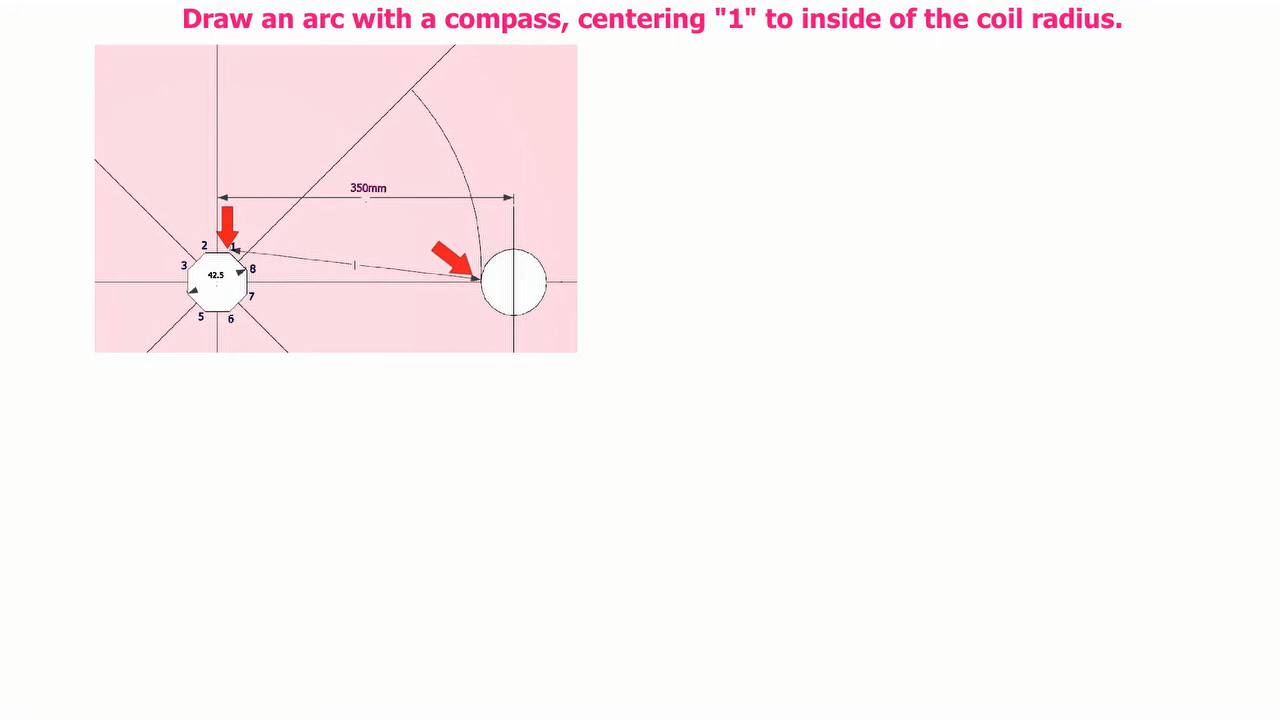 Draw an arc with a compass, centering "1" to inside of the coil radius.
350mm
2 1
3 8
42.5
7
5 6